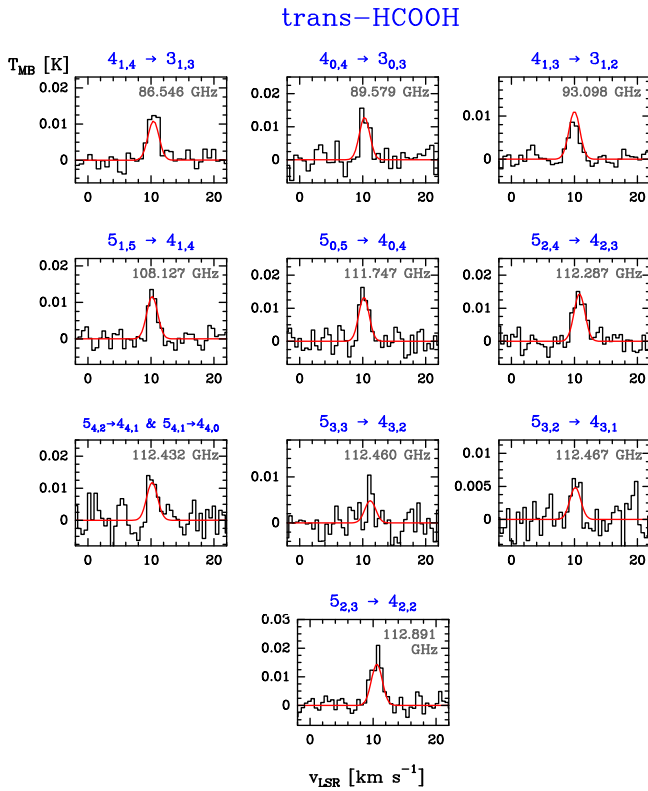 trans-HCOOH
T_MB [K]
4_1,4 → 3_1,3
4_0,4 → 3_0,3
4_1,3 → 3_1,2
86.546 GHz
89.579 GHz
93.098 GHz
0.02
0.01
0
0.02
0.01
0
0.01
0
0 10 20
0 10 20
0 10 20
5_1,5 → 4_1,4
5_0,5 → 4_0,4
5_2,4 → 4_2,3
108.127 GHz
111.747 GHz
112.287 GHz
0.02
0.01
0
0.02
0.01
0
0.02
0.01
0
0 10 20
0 10 20
0 10 20
5_4,2→4_4,1 & 5_4,1→4_4,0
5_3,3 → 4_3,2
5_3,2 → 4_3,1
112.432 GHz
112.460 GHz
112.467 GHz
0.02
0.01
0
0.01
0
0.01
0.005
0
0 10 20
0 10 20
0 10 20
5_2,3 → 4_2,2
112.891
GHz
0.03
0.02
0.01
0
0 10 20
v_LSR [km s⁻¹]